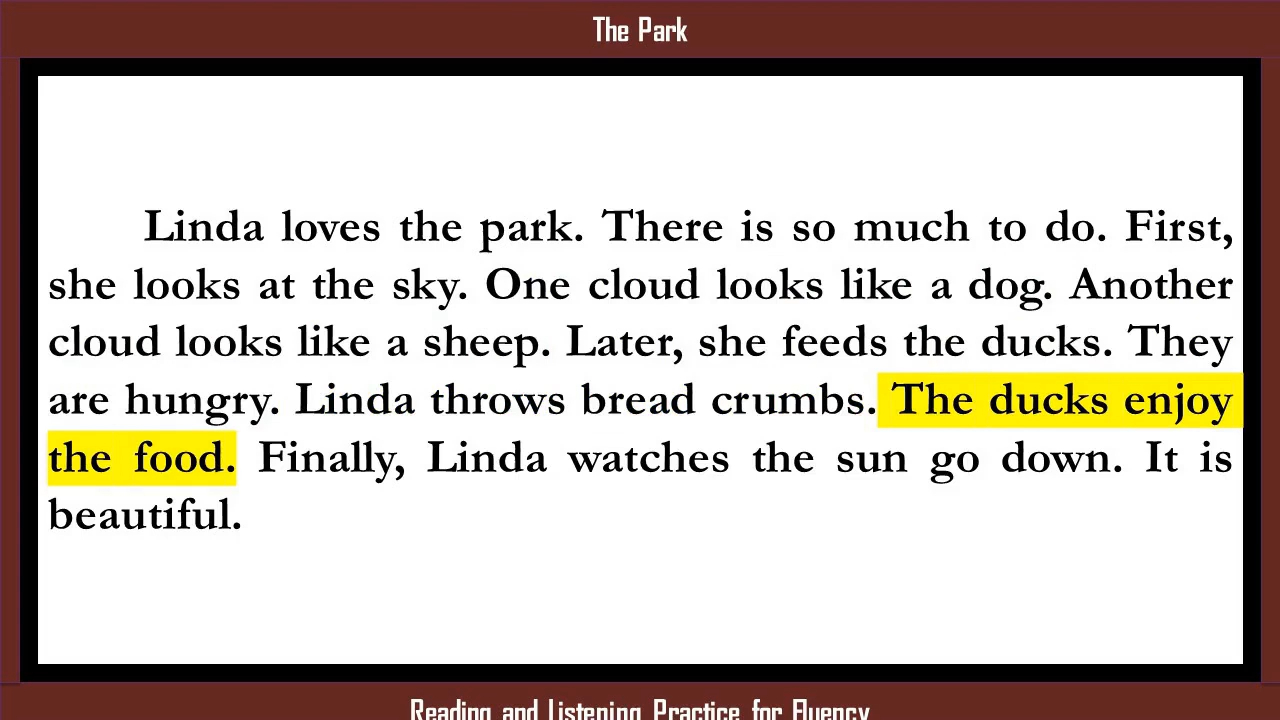 The Park
Linda loves the park. There is so much to do. First,
she looks at the sky. One cloud looks like a dog. Another
cloud looks like a sheep. Later, she feeds the ducks. They
are hungry. Linda throws bread crumbs. The ducks enjoy
the food. Finally, Linda watches the sun go down. It is
beautiful.
Reading and Listening Practice for Fluency